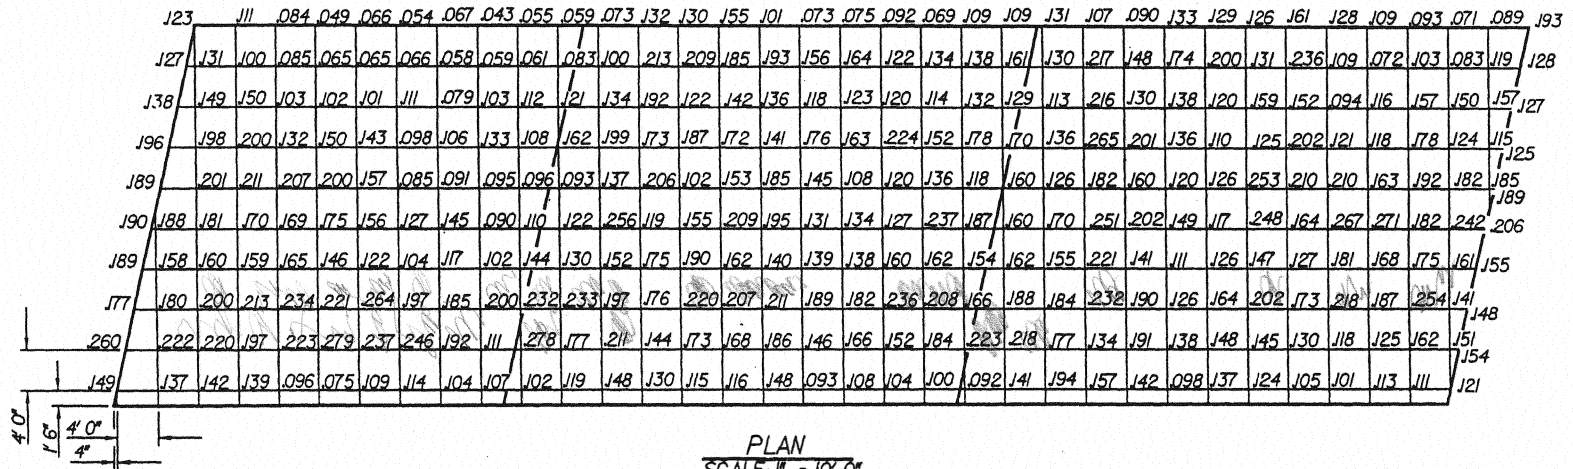 .123 .111 .084 .049 .066 .054 .067 .043 .055 .059 .073 .132 .130 .155 .101 .073 .075 .092 .069 .109 .109 .131 .107 .090 .133 .129 .126 .161 .128 .109 .093 .071 .089 .193
.127 .131 .100 .085 .065 .065 .066 .058 .059 .061 .083 .100 .213 .209 .185 .193 .156 .164 .122 .134 .138 .161 .130 .217 .148 .174 .200 .131 .236 .109 .072 .103 .083 .119 .128
.138 .149 .150 .103 .102 .101 .111 .079 .103 .112 .121 .134 .192 .122 .142 .136 .118 .123 .120 .114 .132 .129 .113 .216 .130 .138 .120 .159 .152 .094 .116 .157 .150 .157 .127
.196 .198 .200 .132 .150 .143 .098 .106 .133 .108 .162 .199 .173 .187 .172 .141 .176 .163 .224 .152 .178 .170 .136 .265 .201 .136 .110 .125 .202 .121 .118 .178 .124 .115 .125
.189 .201 .211 .207 .200 .157 .085 .091 .095 .096 .093 .137 .206 .102 .153 .185 .145 .108 .120 .136 .118 .160 .126 .182 .160 .120 .126 .253 .210 .210 .163 .192 .182 .185 .189
.190 .188 .181 .170 .169 .175 .156 .127 .145 .090 .110 .122 .256 .119 .155 .209 .195 .131 .134 .127 .237 .187 .160 .170 .251 .202 .149 .117 .248 .164 .267 .271 .182 .242 .206
.189 .158 .160 .159 .165 .146 .122 .104 .117 .102 .144 .130 .152 .175 .190 .162 .140 .139 .138 .160 .162 .154 .162 .155 .221 .141 .111 .126 .147 .127 .181 .168 .175 .161 .155
.177 .180 .200 .213 .234 .221 .264 .197 .185 .200 .232 .233 .197 .176 .220 .207 .211 .189 .182 .236 .208 .166 .188 .184 .232 .190 .126 .164 .202 .173 .218 .187 .254 .141 .148
.260 .222 .220 .197 .223 .279 .237 .246 .192 .111 .278 .177 .211 .144 .173 .168 .186 .146 .166 .152 .184 .223 .218 .177 .134 .191 .138 .148 .145 .130 .118 .125 .162 .151 .154
.149 .137 .142 .139 .096 .075 .109 .114 .104 .107 .102 .119 .148 .130 .115 .116 .148 .093 .108 .104 .100 .092 .141 .194 .157 .142 .098 .137 .124 .105 .101 .113 .111 .121
4' 0"
1' 6"
4' 0"
4"
PLAN
SCALE 1" = 10' 0"